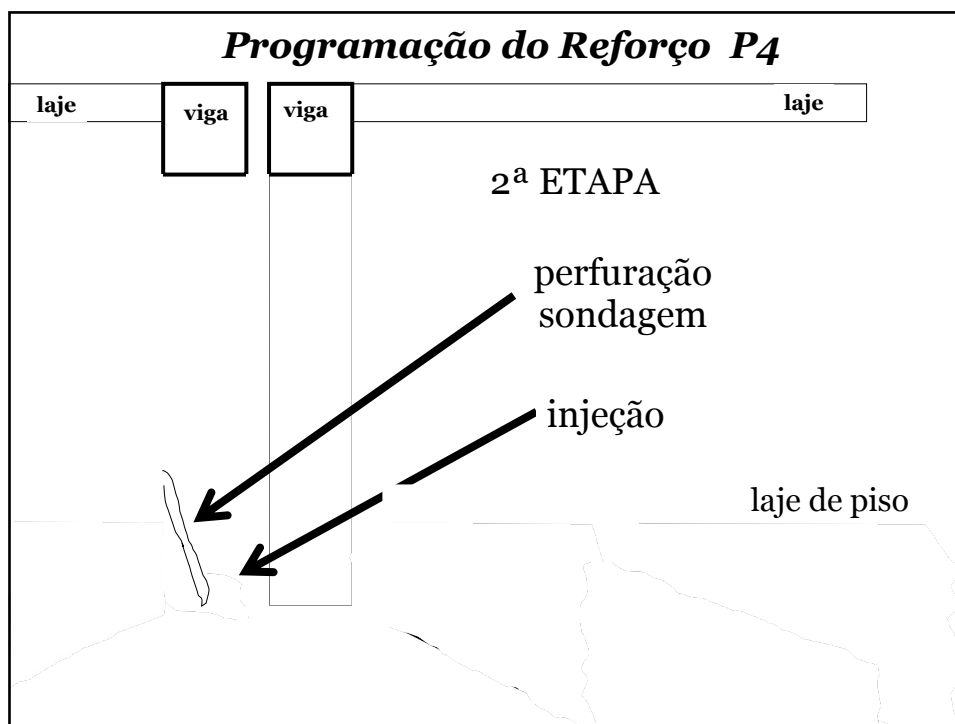 Programação do Reforço P4
laje
viga
viga
laje
2ª ETAPA
perfuração
sondagem
injeção
laje de piso